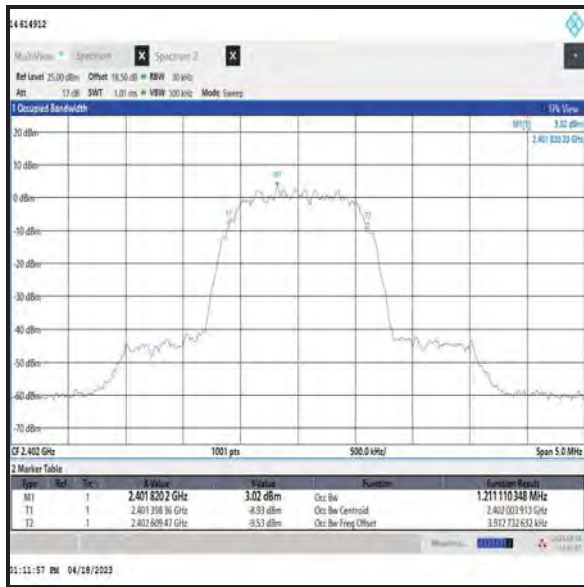 14 614912
MultiView Spectrum X Spectrum 2 X
Ref Level 25.00 dBm Offset 16.50 dB RBW 30 kHz
Att 17 dB SWT 1.01 ms VBW 100 kHz Mode Sweep
1 Occupied Bandwidth 1Pk View
M1[1] 3.02 dBm
2.401 820 20 GHz
20 dBm
10 dBm
M1
0 dBm
T1
T2
-10 dBm
-20 dBm
-30 dBm
-40 dBm
-50 dBm
-60 dBm
-70 dBm
CF 2.402 GHz 1001 pts 500.0 kHz/ Span 5.0 MHz
2 Marker Table
Type Ref Trc X-Value Y-Value Function Function Result
M1 1 2.401 820 2 GHz 3.02 dBm Occ Bw 1.211 110 348 MHz
T1 1 2.401 398 36 GHz -8.93 dBm Occ Bw Centroid 2.402 003 913 GHz
T2 1 2.402 609 47 GHz -9.53 dBm Occ Bw Freq Offset 3.912 732 632 kHz
01:11:57 PM 04/18/2023